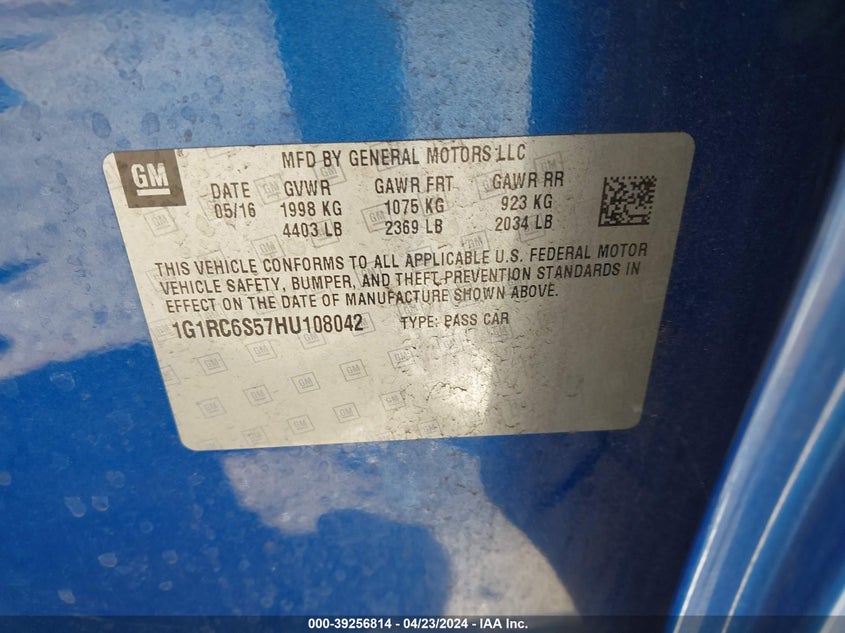 GM
MFD BY GENERAL MOTORS LLC
DATE GVWR GAWR FRT GAWR RR
05/16 1998 KG 1075 KG 923 KG
4403 LB 2369 LB 2034 LB
THIS VEHICLE CONFORMS TO ALL APPLICABLE U.S. FEDERAL MOTOR
VEHICLE SAFETY, BUMPER, AND THEFT PREVENTION STANDARDS IN
EFFECT ON THE DATE OF MANUFACTURE SHOWN ABOVE.
1G1RC6S57HU108042 TYPE: PASS CAR
000-39256814 - 04/23/2024 - IAA Inc.